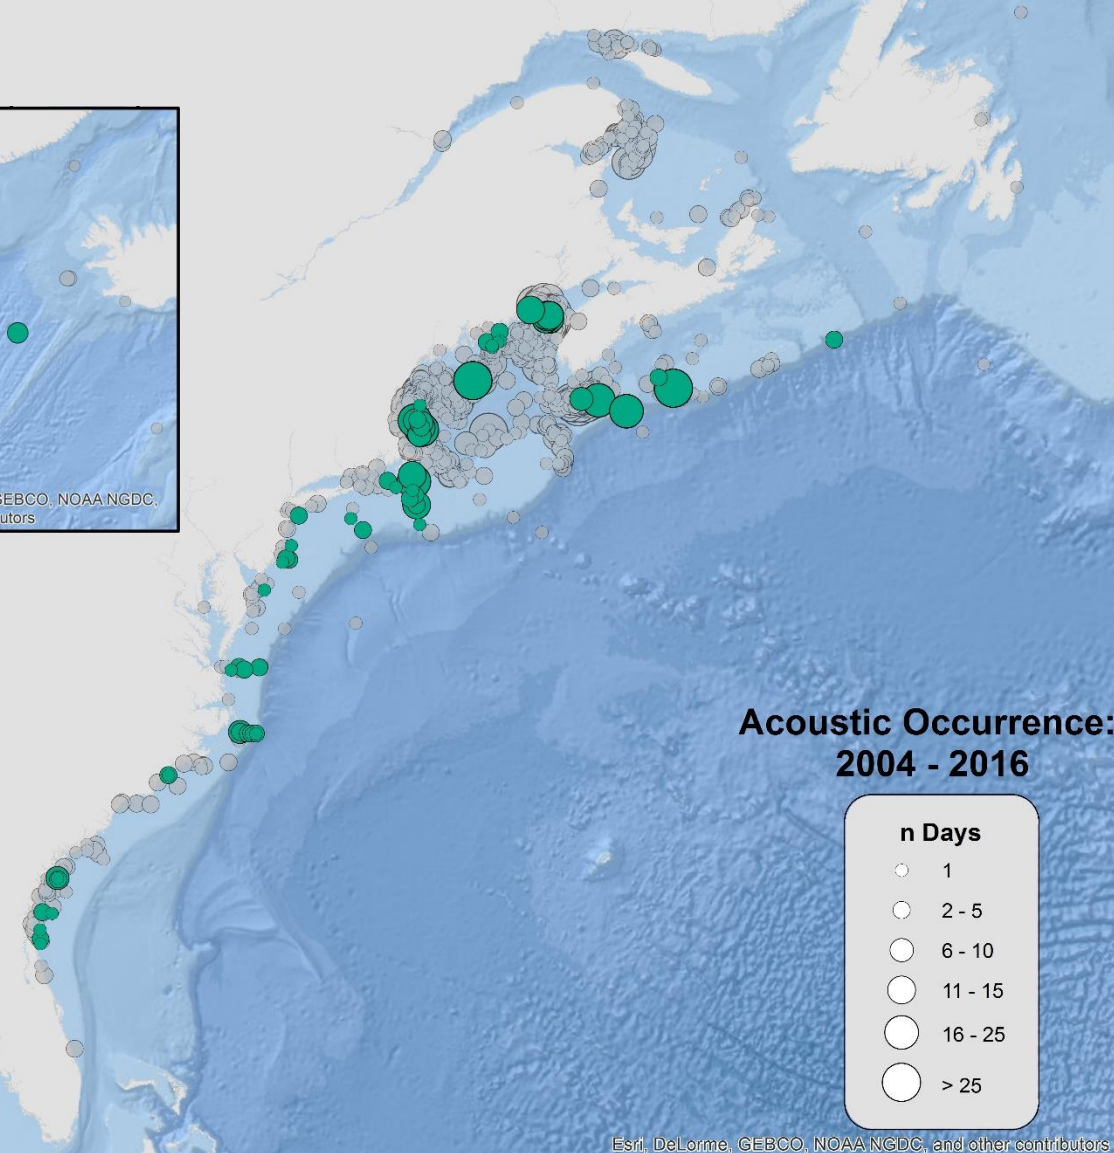 GEBCO, NOAA NGDC,
utors
Acoustic Occurrence:
2004 - 2016
n Days
1
2 - 5
6 - 10
11 - 15
16 - 25
> 25
Esri, DeLorme, GEBCO, NOAA NGDC, and other contributors